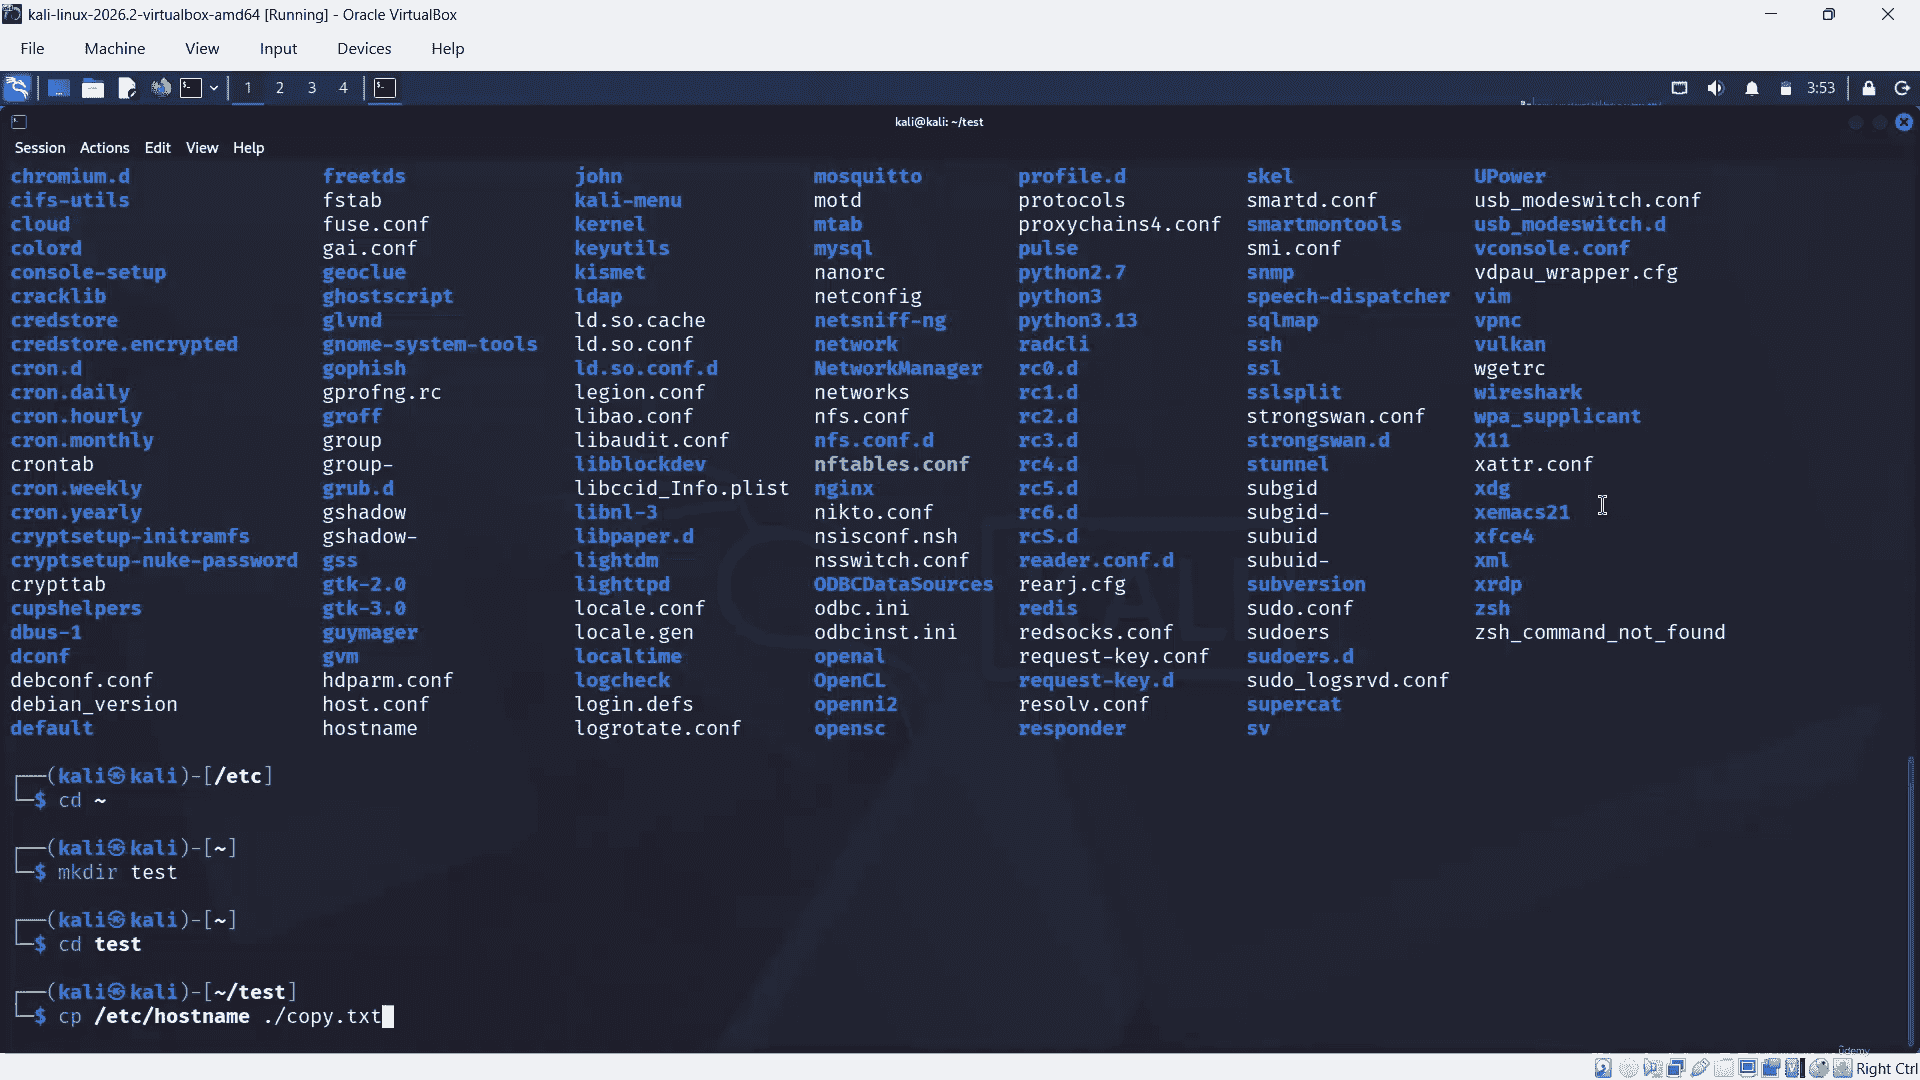 kali-linux-2026.2-virtualbox-amd64 [Running] - Oracle VirtualBox
File Machine View Input Devices Help
1 2 3 4 3:53
kali@kali: ~/test
Session Actions Edit View Help
chromium.d freetds john mosquitto profile.d skel UPower
cifs-utils fstab kali-menu motd protocols smartd.conf usb_modeswitch.conf
cloud fuse.conf kernel mtab proxychains4.conf smartmontools usb_modeswitch.d
colord gai.conf keyutils mysql pulse smi.conf vconsole.conf
console-setup geoclue kismet nanorc python2.7 snmp vdpau_wrapper.cfg
cracklib ghostscript ldap netconfig python3 speech-dispatcher vim
credstore glvnd ld.so.cache netsniff-ng python3.13 sqlmap vpnc
credstore.encrypted gnome-system-tools ld.so.conf network radcli ssh vulkan
cron.d gophish ld.so.conf.d NetworkManager rc0.d ssl wgetrc
cron.daily gprofng.rc legion.conf networks rc1.d sslsplit wireshark
cron.hourly groff libao.conf nfs.conf rc2.d strongswan.conf wpa_supplicant
cron.monthly group libaudit.conf nfs.conf.d rc3.d strongswan.d X11
crontab group- libblockdev nftables.conf rc4.d stunnel xattr.conf
cron.weekly grub.d libccid_Info.plist nginx rc5.d subgid xdg
cron.yearly gshadow libnl-3 nikto.conf rc6.d subgid- xemacs21
cryptsetup-initramfs gshadow- libpaper.d nsisconf.nsh rcS.d subuid xfce4
cryptsetup-nuke-password gss lightdm nsswitch.conf reader.conf.d subuid- xml
crypttab gtk-2.0 lighttpd ODBCDataSources rearj.cfg subversion xrdp
cupshelpers gtk-3.0 locale.conf odbc.ini redis sudo.conf zsh
dbus-1 guymager locale.gen odbcinst.ini redsocks.conf sudoers zsh_command_not_found
dconf gvm localtime openal request-key.conf sudoers.d
debconf.conf hdparm.conf logcheck OpenCL request-key.d sudo_logsrvd.conf
debian_version host.conf login.defs openni2 resolv.conf supercat
default hostname logrotate.conf opensc responder sv
(kali㉿kali)-[/etc]
$ cd ~
(kali㉿kali)-[~]
$ mkdir test
(kali㉿kali)-[~]
$ cd test
(kali㉿kali)-[~/test]
$ cp /etc/hostname ./copy.txt
ûdemy
Right Ctrl